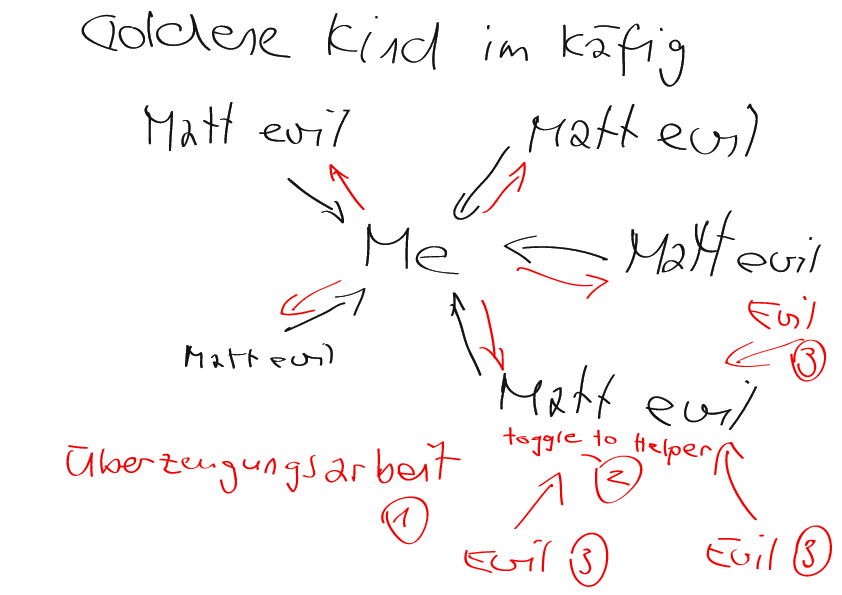 Goldene Kind im Käfig
Matt evil
Matt evil
Me
Matt evil
Matt evil
Evil
3
Matt evil
toggle to Helper
2
Überzeugungsarbeit
1
Evil 3
Evil 3